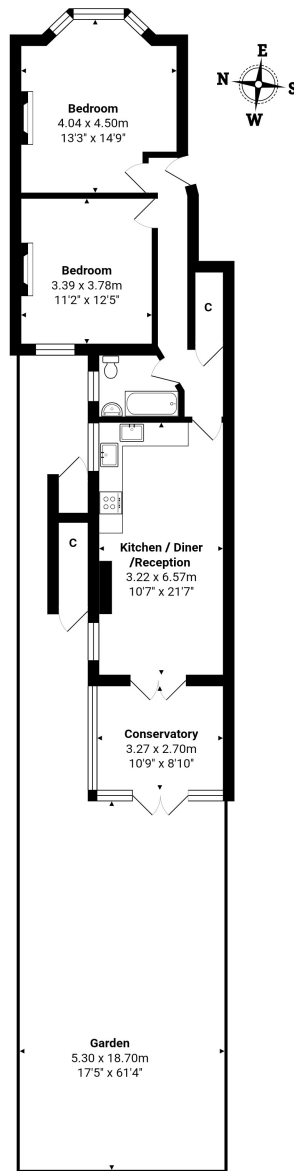 E
N
S
W
Bedroom
4.04 x 4.50m
13'3" x 14'9"
Bedroom
3.39 x 3.78m
11'2" x 12'5"
C
Kitchen / Diner
/Reception
3.22 x 6.57m
10'7" x 21'7"
C
Conservatory
3.27 x 2.70m
10'9" x 8'10"
Garden
5.30 x 18.70m
17'5" x 61'4"